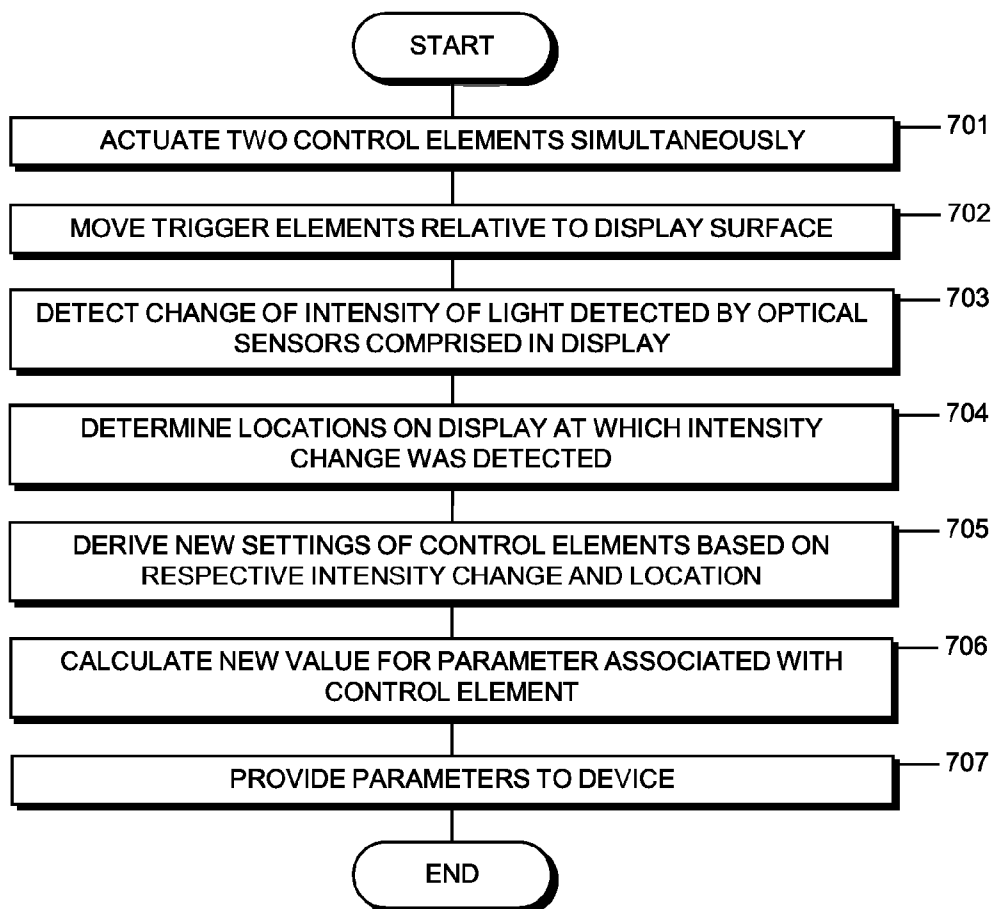 START
ACTUATE TWO CONTROL ELEMENTS SIMULTANEOUSLY
701
MOVE TRIGGER ELEMENTS RELATIVE TO DISPLAY SURFACE
702
DETECT CHANGE OF INTENSITY OF LIGHT DETECTED BY OPTICAL
SENSORS COMPRISED IN DISPLAY
703
DETERMINE LOCATIONS ON DISPLAY AT WHICH INTENSITY
CHANGE WAS DETECTED
704
DERIVE NEW SETTINGS OF CONTROL ELEMENTS BASED ON
RESPECTIVE INTENSITY CHANGE AND LOCATION
705
CALCULATE NEW VALUE FOR PARAMETER ASSOCIATED WITH
CONTROL ELEMENT
706
PROVIDE PARAMETERS TO DEVICE
707
END